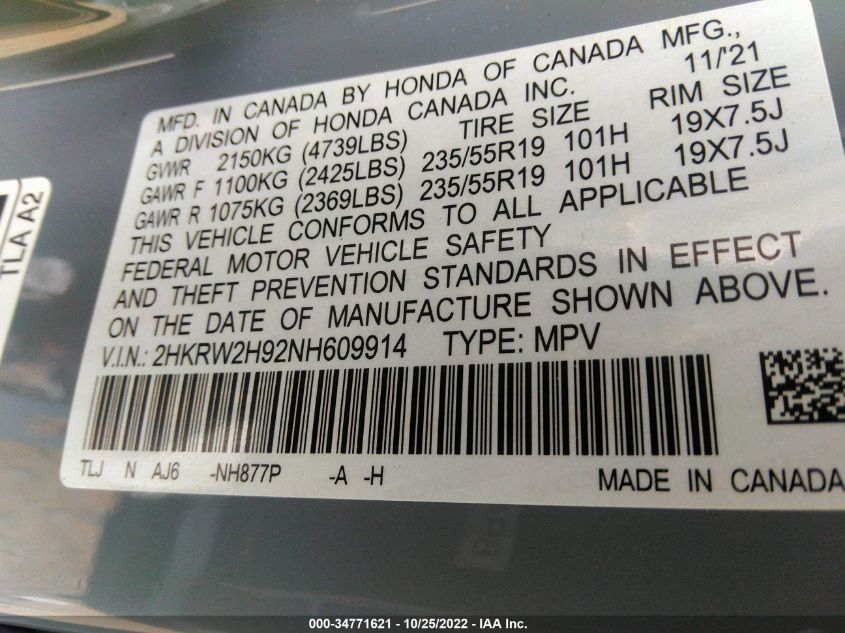 MFD. IN CANADA BY HONDA OF CANADA MFG.,
A DIVISION OF HONDA CANADA INC. 11/'21
GVWR 2150KG (4739LBS) TIRE SIZE RIM SIZE
GAWR F 1100KG (2425LBS) 235/55R19 101H 19X7.5J
GAWR R 1075KG (2369LBS) 235/55R19 101H 19X7.5J
THIS VEHICLE CONFORMS TO ALL APPLICABLE
FEDERAL MOTOR VEHICLE SAFETY
AND THEFT PREVENTION STANDARDS IN EFFECT
ON THE DATE OF MANUFACTURE SHOWN ABOVE.
V.I.N.: 2HKRW2H92NH609914 TYPE: MPV
TLJ N AJ6 -NH877P -A -H MADE IN CANADA
TLA A2
000-34771621 - 10/25/2022 - IAA Inc.